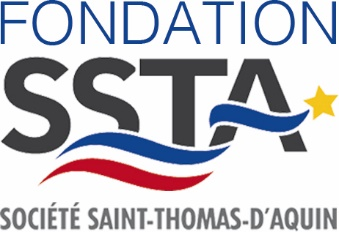 FONDATION
SSTA
SOCIÉTÉ SAINT-THOMAS-D'AQUIN